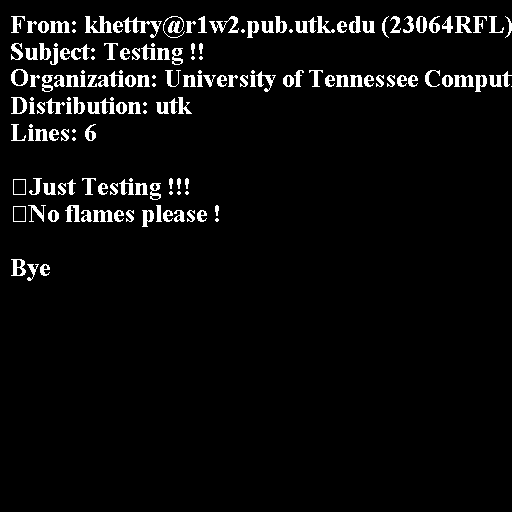 From: khettry@r1w2.pub.utk.edu (23064RFL)
Subject: Testing !!
Organization: University of Tennessee Comput
Distribution: utk
Lines: 6
Just Testing !!!
No flames please !
Bye